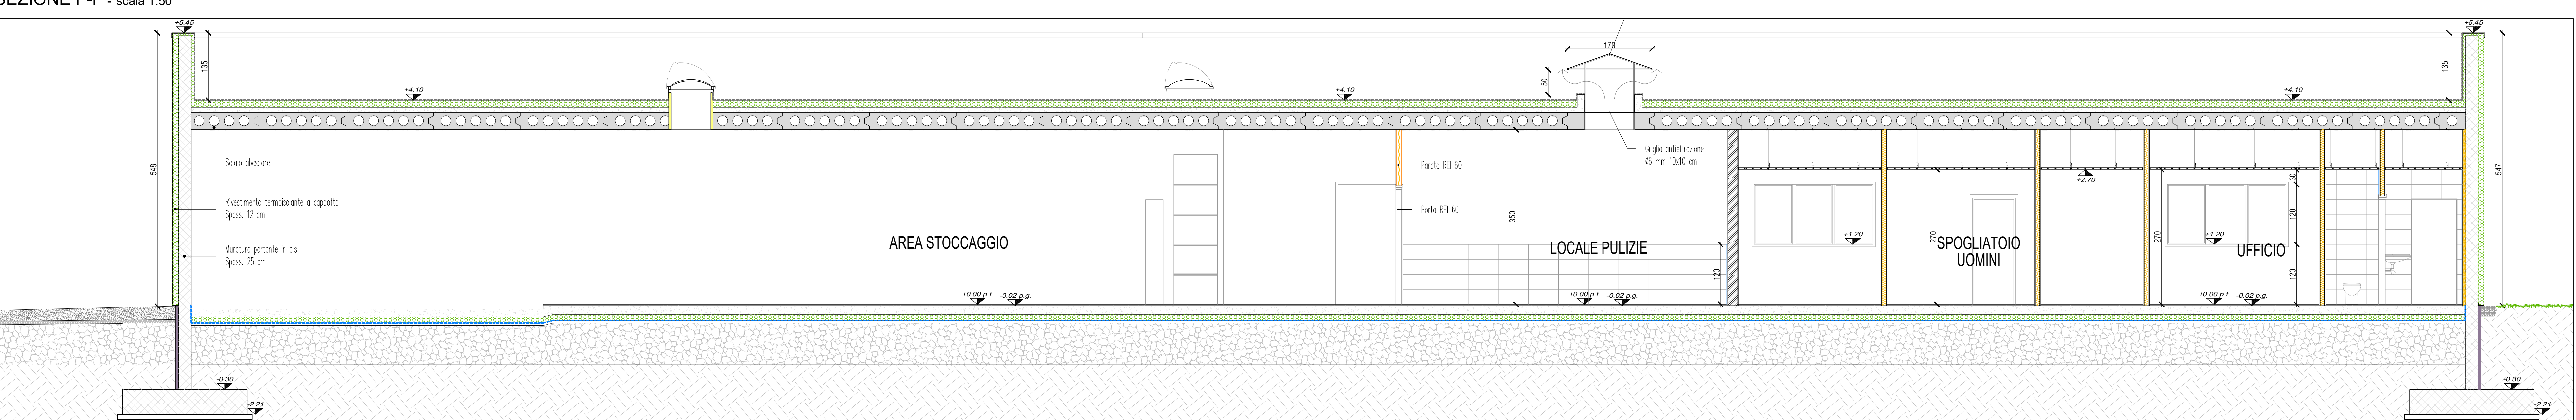 SEZIONE F-F - scala 1:50
+5.45
+5.45
170
135
135
50
+4.10
+4.10
+4.10
Solaio alveolare
Griglia antieffrazione
Ø6 mm 10x10 cm
Parete REI 60
548
547
+2.70
30
Rivestimento termoisolante a cappotto
Spess. 12 cm
Porta REI 60
350
120
270
270
+1.20
+1.20
Muratura portante in cls
Spess. 25 cm
AREA STOCCAGGIO
LOCALE PULIZIE
SPOGLIATOIO
UOMINI
UFFICIO
120
120
±0.00 p.f.
-0.02 p.g.
±0.00 p.f.
-0.02 p.g.
±0.00 p.f.
-0.02 p.g.
-0.30
-0.30
-2.21
-2.21